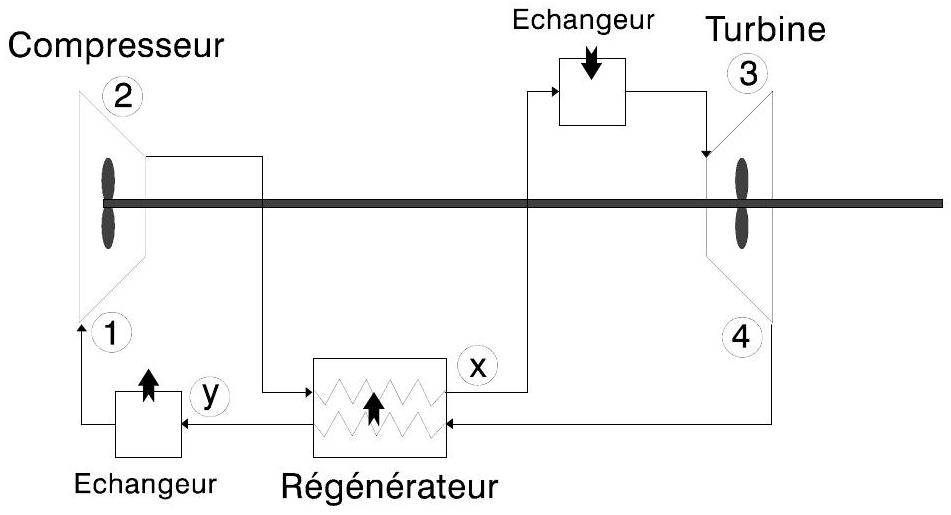 Echangeur
Turbine
Compresseur
3
2
1
4
x
y
Echangeur
Régénérateur